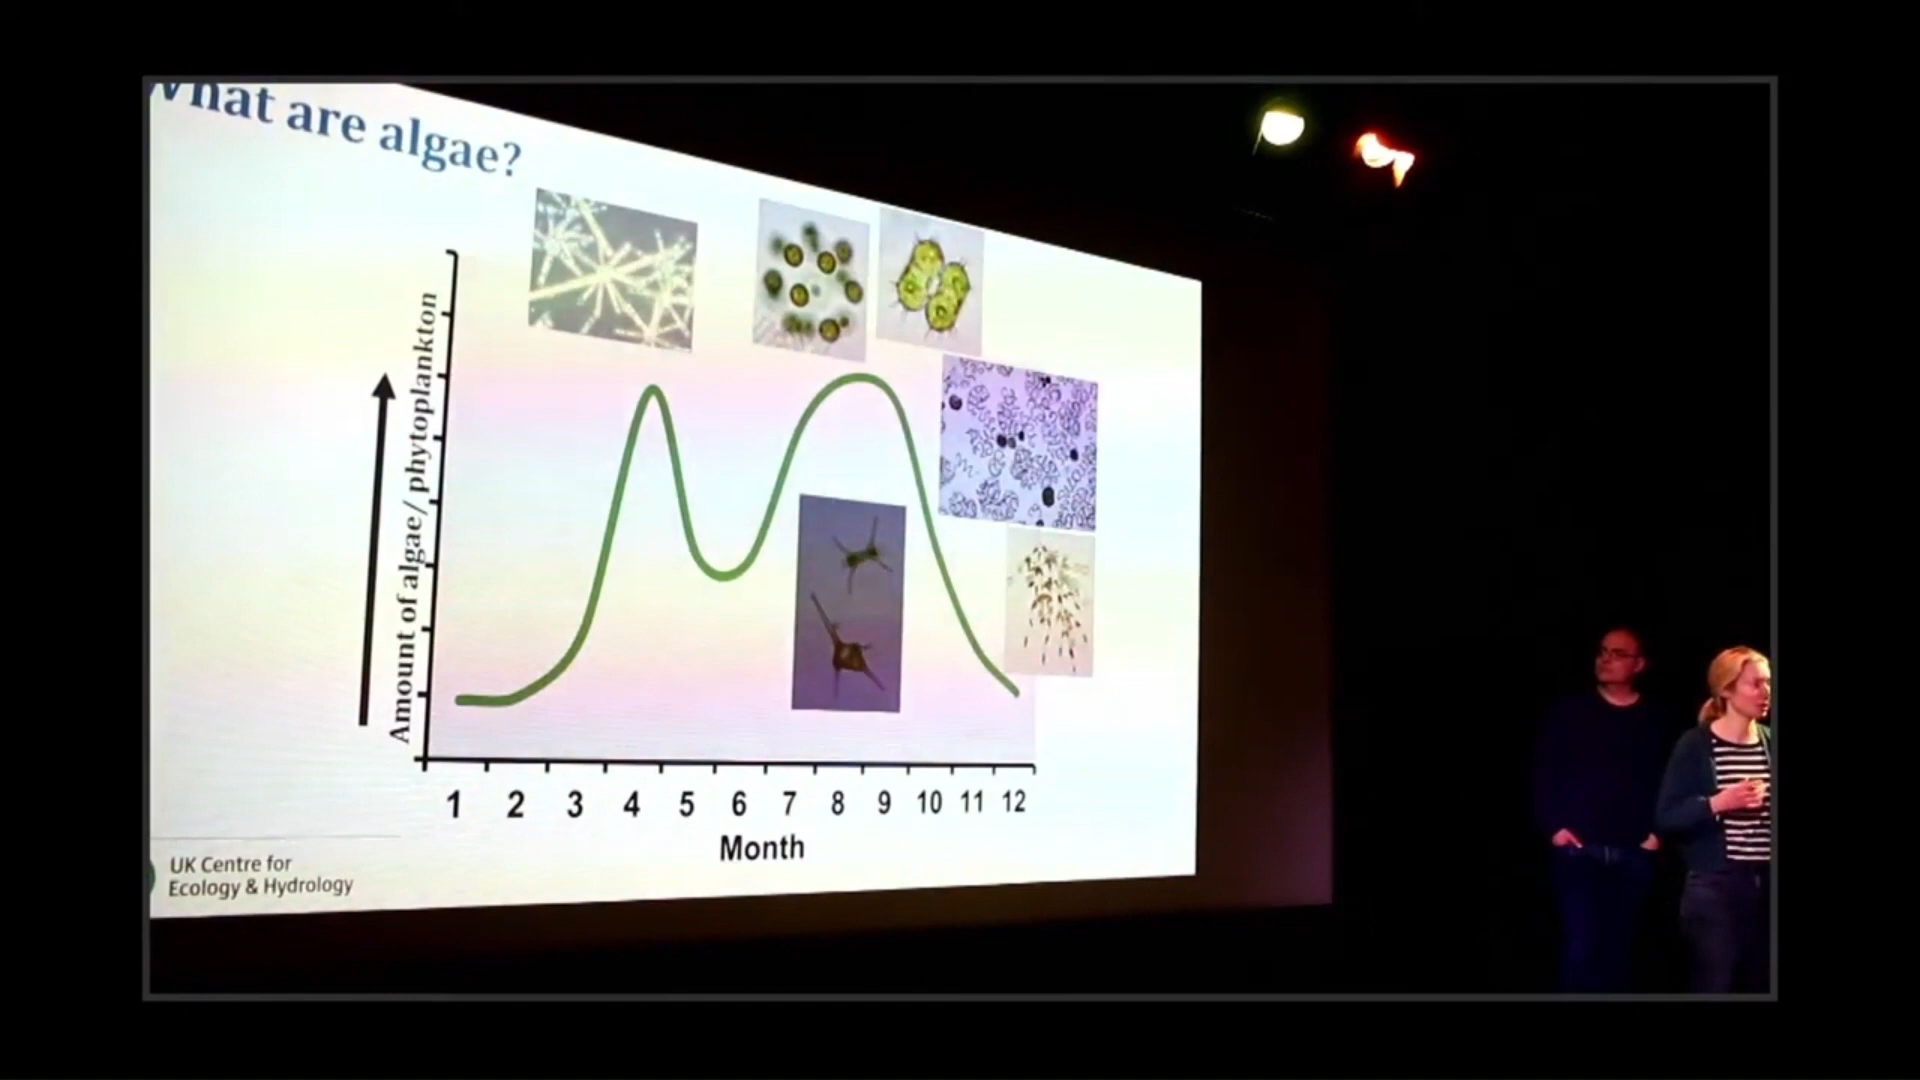 What are algae?
Amount of algae/ phytoplankton
1 2 3 4 5 6 7 8 9 10 11 12
Month
UK Centre for
Ecology & Hydrology